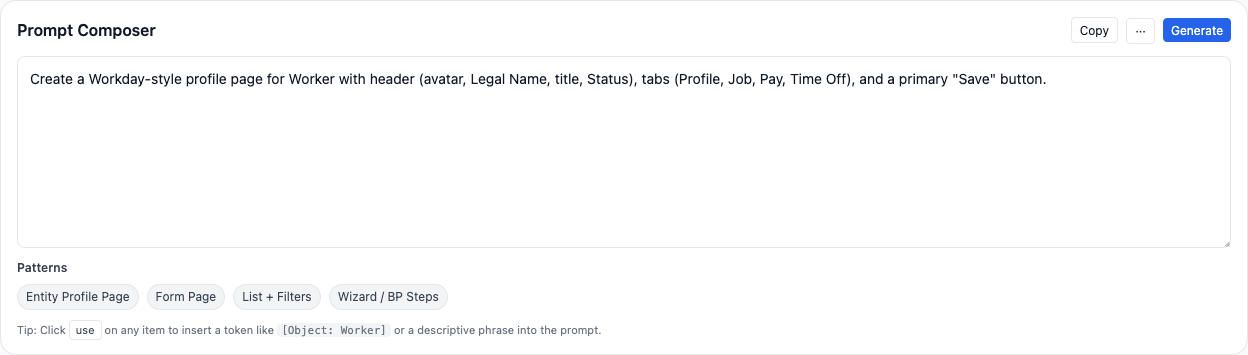 Prompt Composer
Copy ... Generate
Create a Workday-style profile page for Worker with header (avatar, Legal Name, title, Status), tabs (Profile, Job, Pay, Time Off), and a primary "Save" button.
Patterns
Entity Profile Page Form Page List + Filters Wizard / BP Steps
Tip: Click use on any item to insert a token like [Object: Worker] or a descriptive phrase into the prompt.